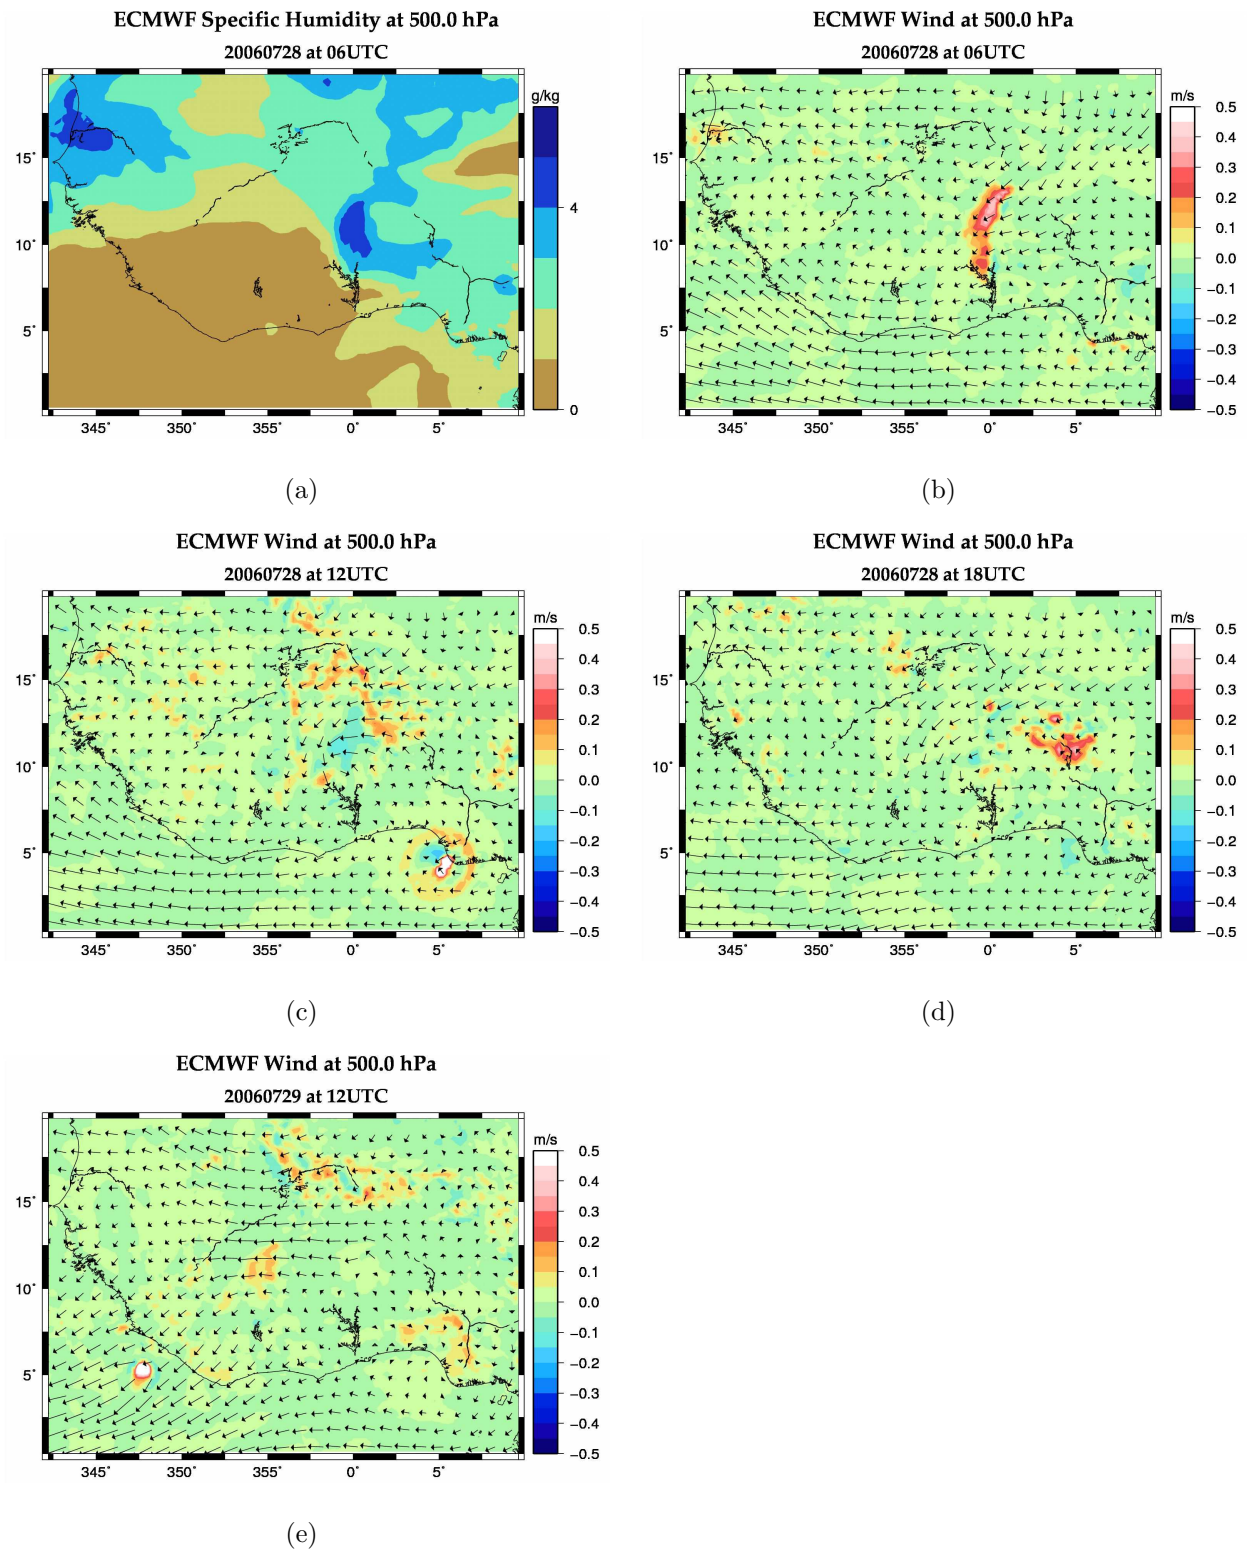 ECMWF Specific Humidity at 500.0 hPa
20060728 at 06UTC
g/kg
4
0
15°
10°
5°
345° 350° 355° 0° 5°
(a)
ECMWF Wind at 500.0 hPa
20060728 at 06UTC
m/s
0.5
0.4
0.3
0.2
0.1
0.0
−0.1
−0.2
−0.3
−0.4
−0.5
15°
10°
5°
345° 350° 355° 0° 5°
(b)
ECMWF Wind at 500.0 hPa
20060728 at 12UTC
m/s
0.5
0.4
0.3
0.2
0.1
0.0
−0.1
−0.2
−0.3
−0.4
−0.5
15°
10°
5°
345° 350° 355° 0° 5°
(c)
ECMWF Wind at 500.0 hPa
20060728 at 18UTC
m/s
0.5
0.4
0.3
0.2
0.1
0.0
−0.1
−0.2
−0.3
−0.4
−0.5
15°
10°
5°
345° 350° 355° 0° 5°
(d)
ECMWF Wind at 500.0 hPa
20060729 at 12UTC
m/s
0.5
0.4
0.3
0.2
0.1
0.0
−0.1
−0.2
−0.3
−0.4
−0.5
15°
10°
5°
345° 350° 355° 0° 5°
(e)